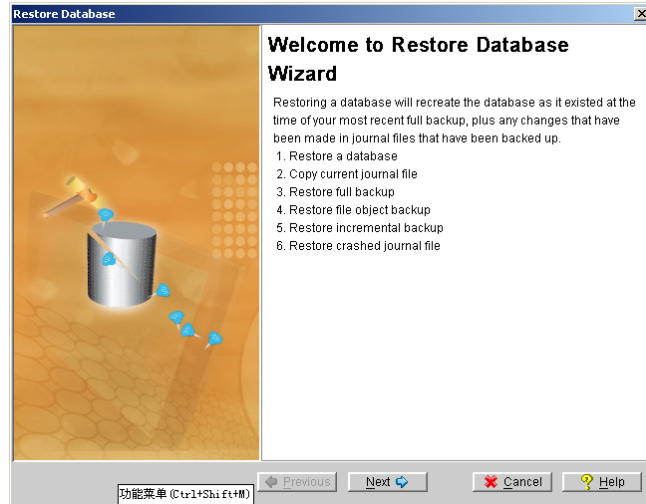 Restore Database
Welcome to Restore Database
Wizard
Restoring a database will recreate the database as it existed at the
time of your most recent full backup, plus any changes that have
been made in journal files that have been backed up.
1. Restore a database
2. Copy current journal file
3. Restore full backup
4. Restore file object backup
5. Restore incremental backup
6. Restore crashed journal file
Previous Next Cancel Help
功能菜单(Ctrl+Shift+M)